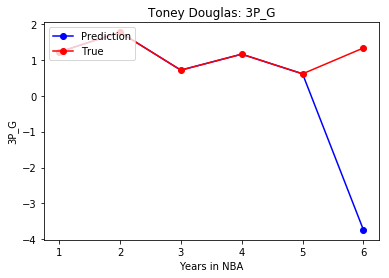 Toney Douglas: 3P_G
Prediction
True
2
1
0
−1
−2
−3
−4
3P_G
1 2 3 4 5 6
Years in NBA